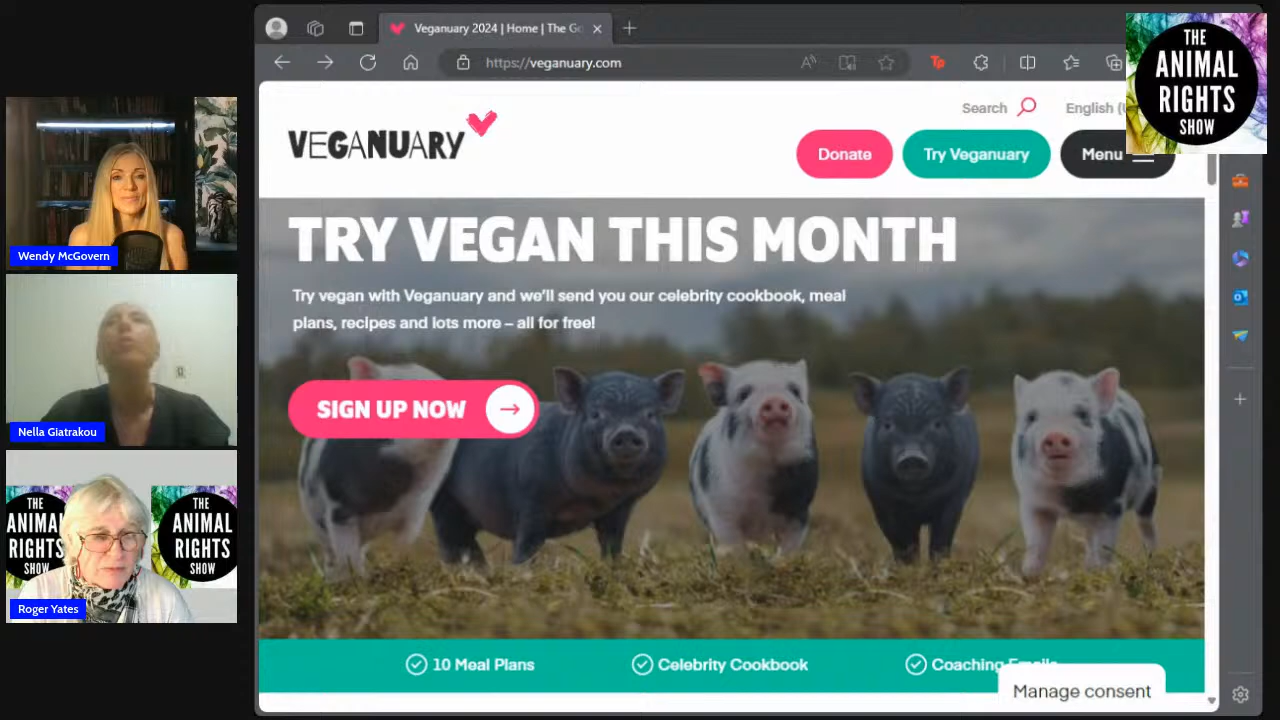 Veganuary 2024 | Home | The Go
https://veganuary.com
THE
ANIMAL
RIGHTS
SHOW
Search
English (
VEGANUARY
Donate
Try Veganuary
Menu
TRY VEGAN THIS MONTH
Try vegan with Veganuary and we'll send you our celebrity cookbook, meal
plans, recipes and lots more – all for free!
SIGN UP NOW
10 Meal Plans
Celebrity Cookbook
Coaching Emails
Manage consent
Wendy McGovern
Nella Giatrakou
THE
ANIMAL
RIGHTS
SHOW
THE
ANIMAL
RIGHTS
SHOW
Roger Yates